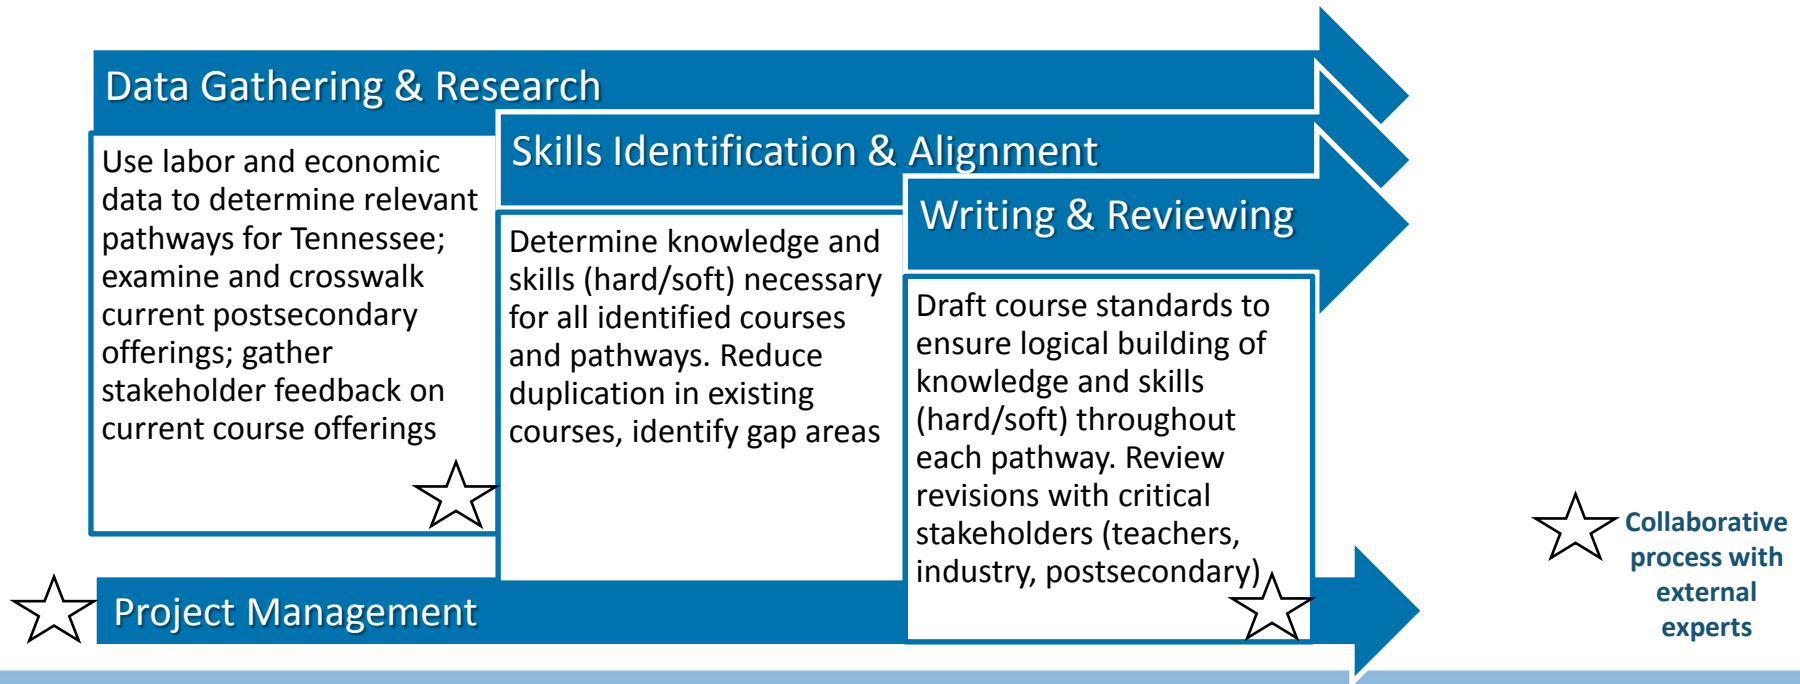 Data Gathering & Research
Use labor and economic
data to determine relevant
pathways for Tennessee;
examine and crosswalk
current postsecondary
offerings; gather
stakeholder feedback on
current course offerings
Skills Identification & Alignment
Determine knowledge and
skills (hard/soft) necessary
for all identified courses
and pathways. Reduce
duplication in existing
courses, identify gap areas
Writing & Reviewing
Draft course standards to
ensure logical building of
knowledge and skills
(hard/soft) throughout
each pathway. Review
revisions with critical
stakeholders (teachers,
industry, postsecondary)
Project Management
Collaborative
process with
external
experts